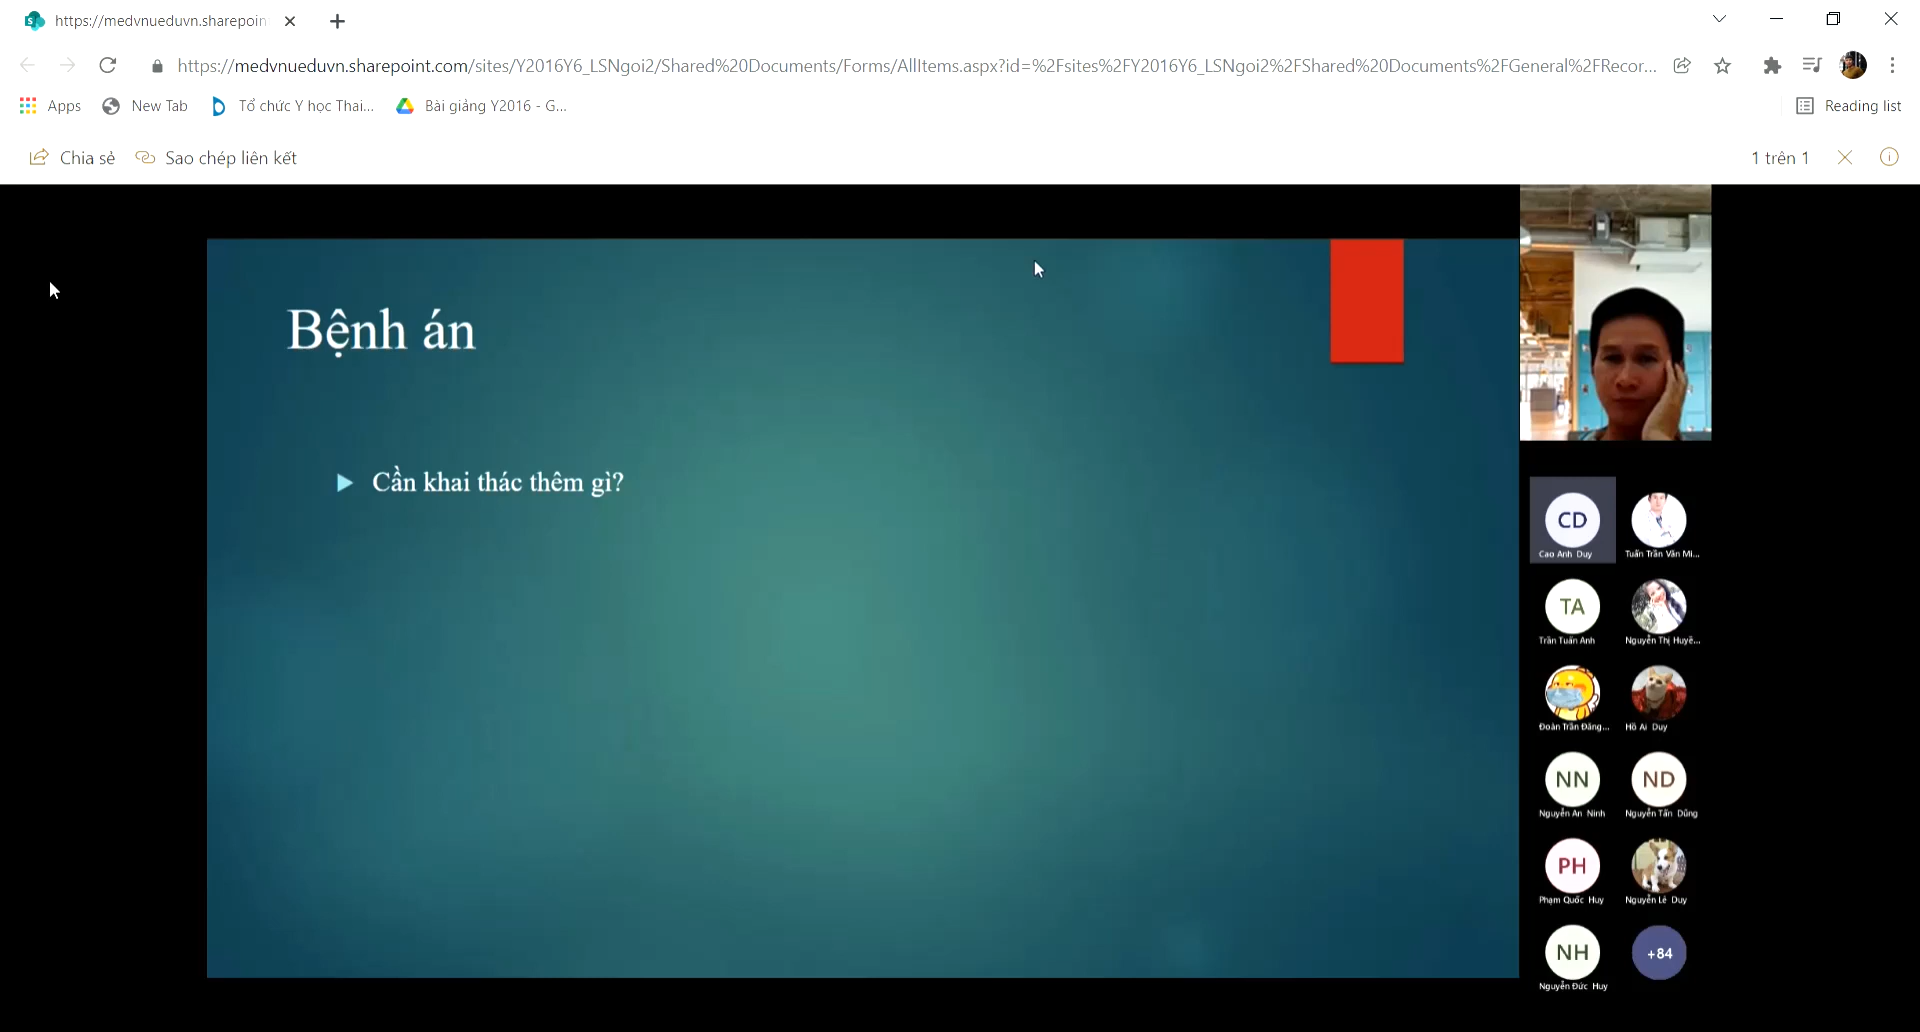 https://medvnueduvn.sharepoin
https://medvnueduvn.sharepoint.com/sites/Y2016Y6_LSNgoi2/Shared%20Documents/Forms/AllItems.aspx?id=%2Fsites%2FY2016Y6_LSNgoi2%2FShared%20Documents%2FGeneral%2FRecor...
Apps
New Tab
Tổ chức Y học Thai...
Bài giảng Y2016 - G...
Reading list
Chia sẻ
Sao chép liên kết
1 trên 1
Bệnh án
Cần khai thác thêm gì?
CD
Cao Anh Duy
Tuấn Trần Văn Mi...
TA
Trần Tuấn Anh
Nguyễn Thị Huyề...
Đoàn Trần Đăng...
Hồ Ái Duy
NN
Nguyễn An Ninh
ND
Nguyễn Tấn Dũng
PH
Phạm Quốc Huy
Nguyễn Lê Duy
NH
Nguyễn Đức Huy
+84